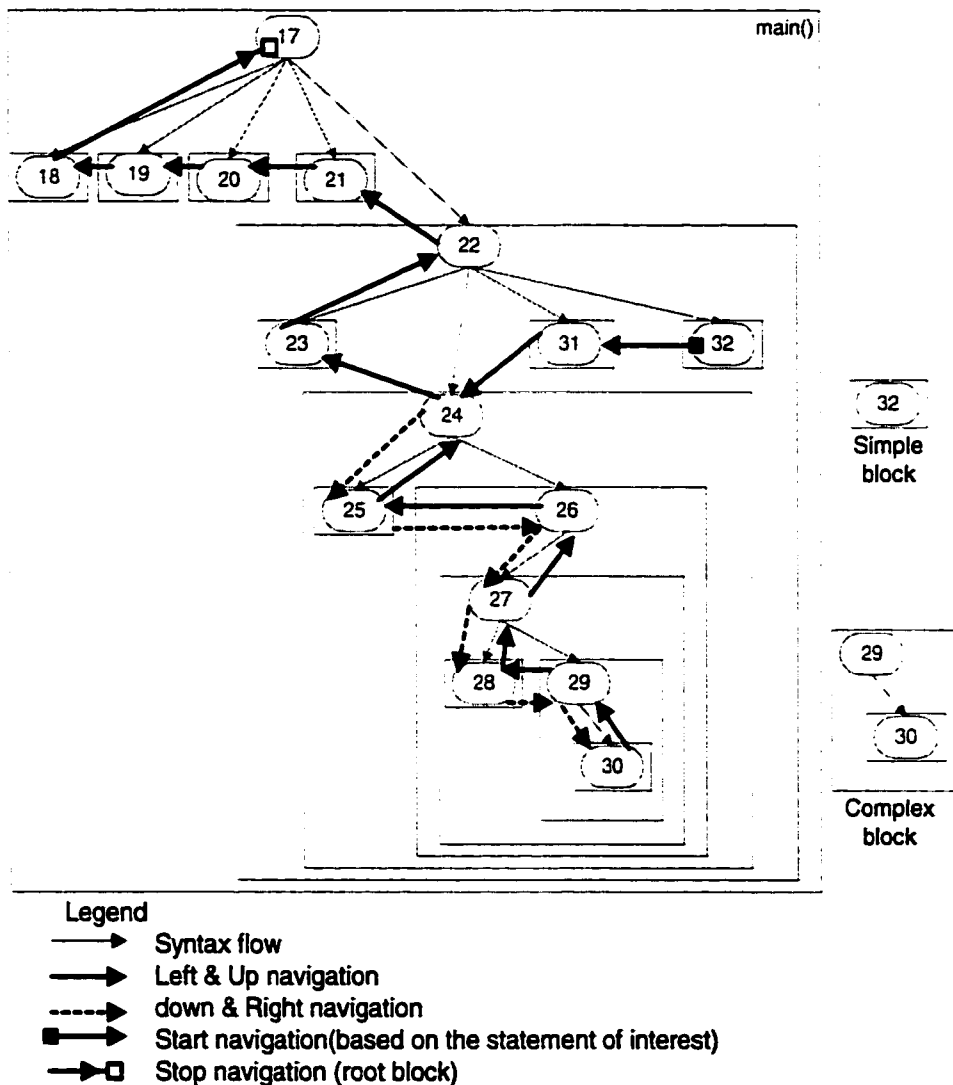 main()
17
18 19 20 21
22
23 31 32
24
32
Simple
block
25 26
27
28 29
29
30
30
Complex
block
Legend
Syntax flow
Left & Up navigation
down & Right navigation
Start navigation(based on the statement of interest)
Stop navigation (root block)